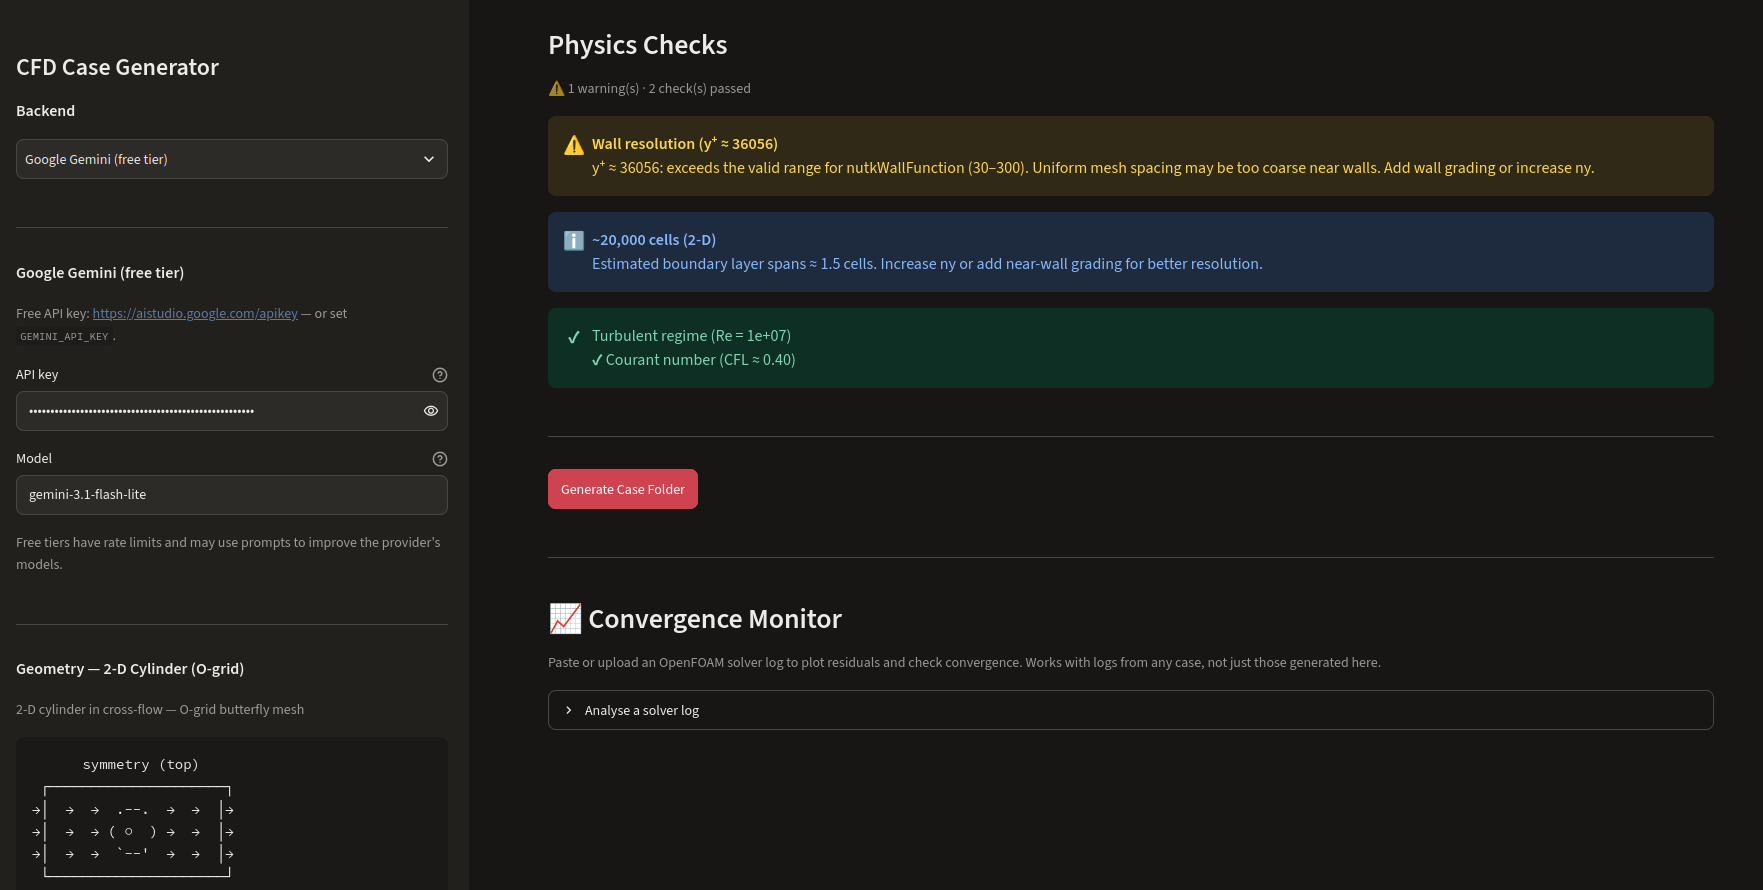 CFD Case Generator
Backend
Google Gemini (free tier)
Google Gemini (free tier)
Free API key: https://aistudio.google.com/apikey — or set
GEMINI_API_KEY.
API key
••••••••••••••••••••••••••••••••••••••••••••••••••••
Model
gemini-3.1-flash-lite
Free tiers have rate limits and may use prompts to improve the provider's
models.
Geometry — 2-D Cylinder (O-grid)
2-D cylinder in cross-flow — O-grid butterfly mesh
symmetry (top)
Physics Checks
⚠️ 1 warning(s) · 2 check(s) passed
Wall resolution (y⁺ ≈ 36056)
y⁺ ≈ 36056: exceeds the valid range for nutkWallFunction (30–300). Uniform mesh spacing may be too coarse near walls. Add wall grading or increase ny.
~20,000 cells (2-D)
Estimated boundary layer spans ≈ 1.5 cells. Increase ny or add near-wall grading for better resolution.
✓ Turbulent regime (Re = 1e+07)
✓ Courant number (CFL ≈ 0.40)
Generate Case Folder
📈 Convergence Monitor
Paste or upload an OpenFOAM solver log to plot residuals and check convergence. Works with logs from any case, not just those generated here.
Analyse a solver log